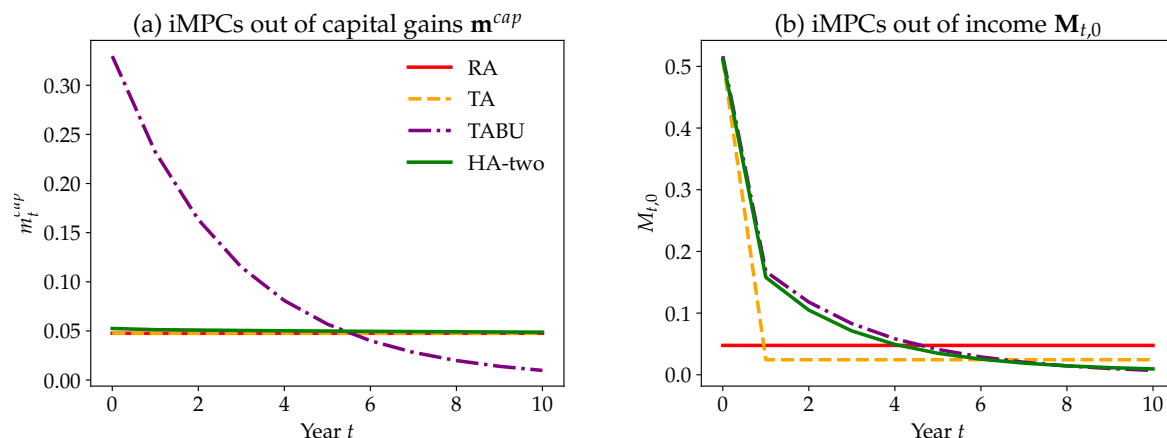 (a) iMPCs out of capital gains m^cap
0.30
0.25
0.20
0.15
0.10
0.05
0.00
m_t^cap
RA
TA
TABU
HA-two
0 2 4 6 8 10
Year t
(b) iMPCs out of income M_t,0
0.5
0.4
0.3
0.2
0.1
0.0
M_t,0
0 2 4 6 8 10
Year t